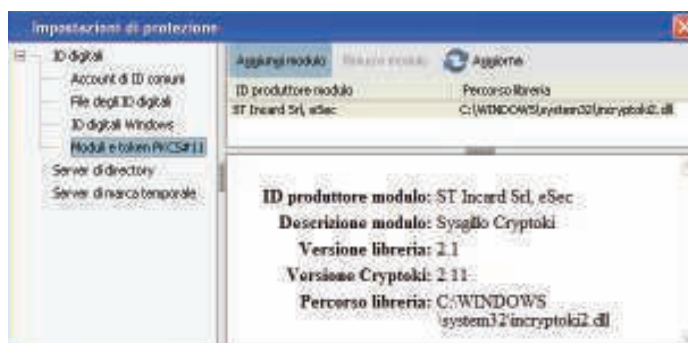 Impostazioni di protezione
ID digitali
Account di ID comuni
File degli ID digitali
ID digitali Windows
Moduli e token PKCS#11
Server di directory
Server di marca temporale
Aggiungi modulo Rimuovi modulo Aggiorna
ID produttore modulo Percorso libreria
ST Incard Srl, eSec C:\WINDOWS\system32\incryptoki2.dll
ID produttore modulo: ST Incard Srl, eSec
Descrizione modulo: Sysgillo Cryptoki
Versione libreria: 2.1
Versione Cryptoki: 2.11
Percorso libreria: C:\WINDOWS
\system32\incryptoki2.dll